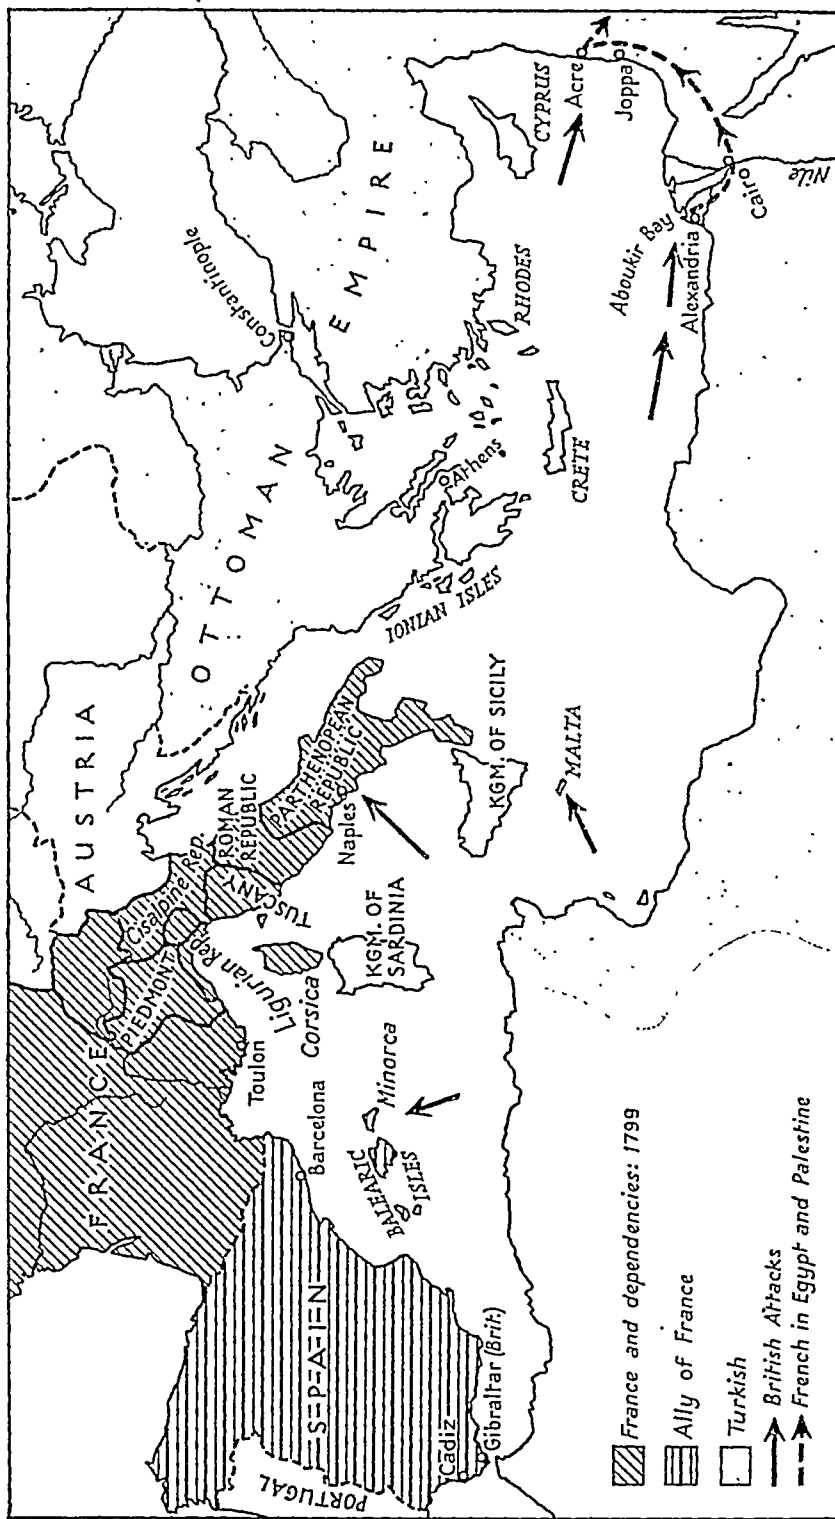 FRANCE
AUSTRIA
PIEDMONT
Cisalpine Rep.
Ligurian Rep.
TUSCANY
ROMAN
REPUBLIC
PARTHENOPEAN
REPUBLIC
Naples
OTTOMAN
EMPIRE
Constantinople
Toulon
Corsica
KGM. OF
SARDINIA
KGM. OF SICILY
MALTA
IONIAN ISLES
Athens
CRETE
RHODES
CYPRUS
Acre
Joppa
Aboukir Bay
Alexandria
Cairo
Nile
SPAIN
Barcelona
Minorca
BALEARIC
ISLES
PORTUGAL
Cadiz
Gibraltar (Brit)
France and dependencies: 1799
Ally of France
Turkish
British Attacks
French in Egypt and Palestine